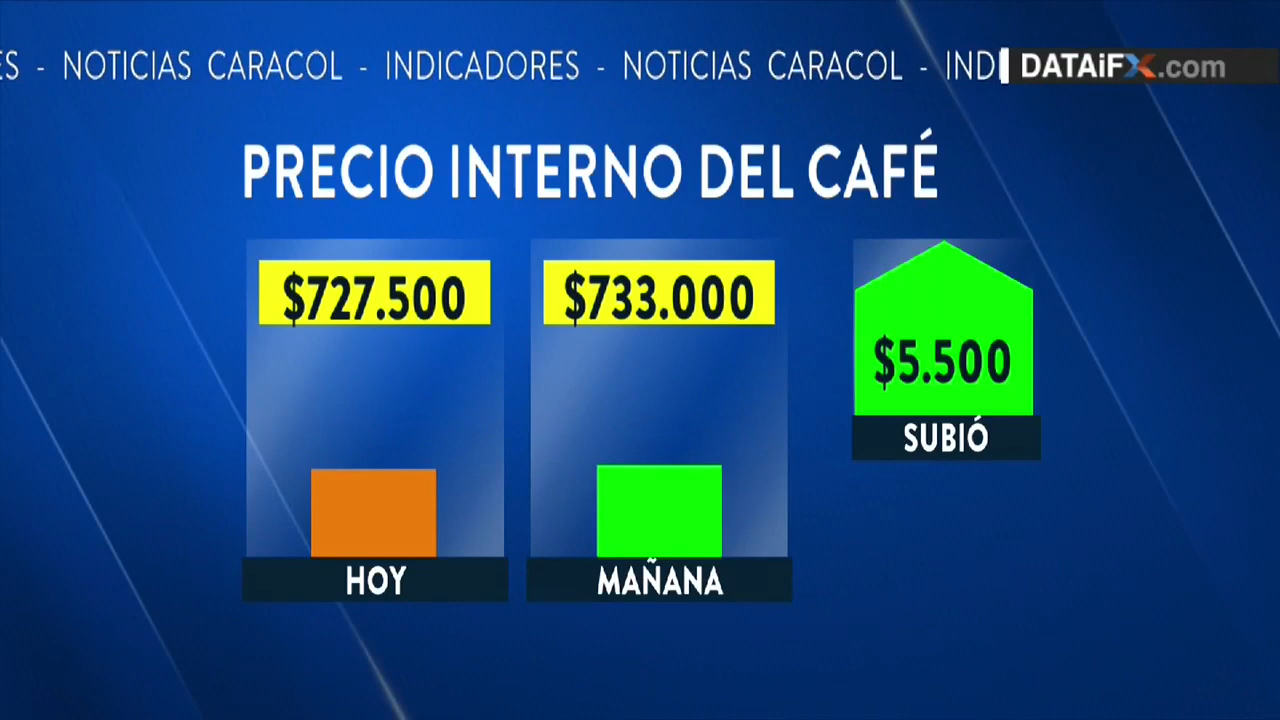 ES - NOTICIAS CARACOL - INDICADORES - NOTICIAS CARACOL - IND
DATAiFX.com
PRECIO INTERNO DEL CAFÉ
$727.500
$733.000
$5.500
SUBIÓ
HOY
MAÑANA